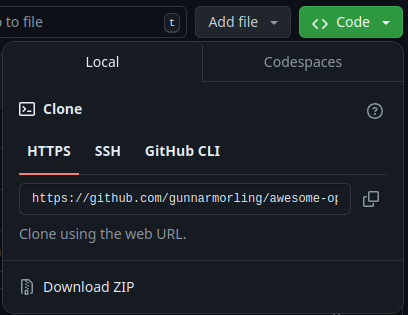 to file t Add file Code
Local Codespaces
Clone
HTTPS SSH GitHub CLI
https://github.com/gunnarmorling/awesome-op
Clone using the web URL.
Download ZIP